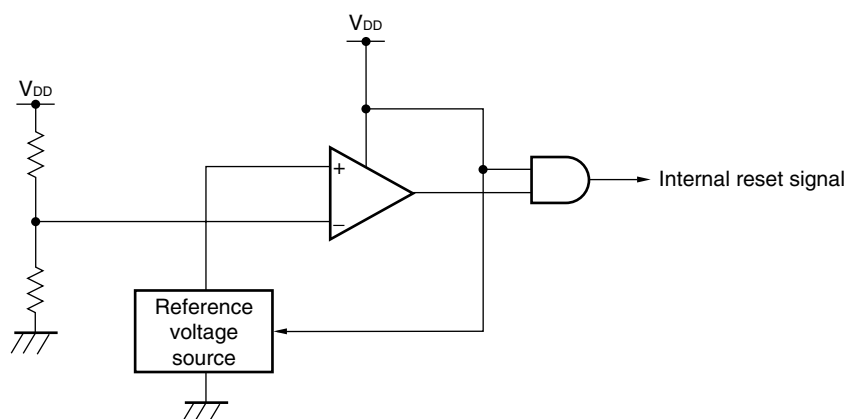 VDD
VDD
+
−
Internal reset signal
Reference
voltage
source